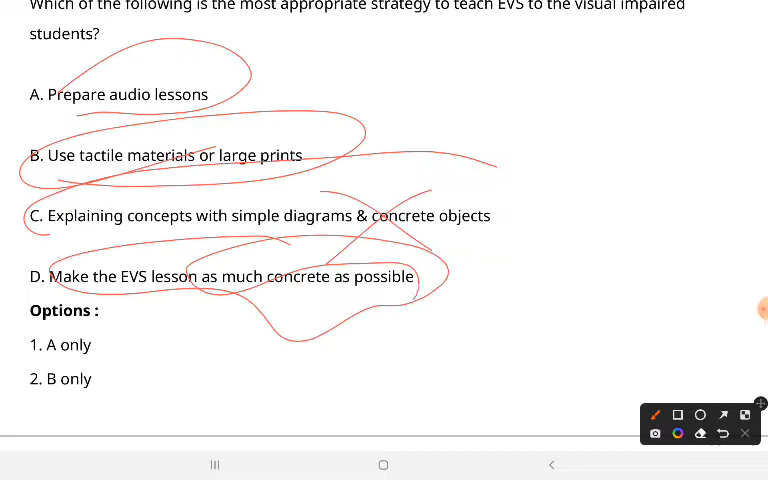 Which of the following is the most appropriate strategy to teach EVS to the visual impaired
students?
A. Prepare audio lessons
B. Use tactile materials or large prints
C. Explaining concepts with simple diagrams & concrete objects
D. Make the EVS lesson as much concrete as possible
Options :
1. A only
2. B only